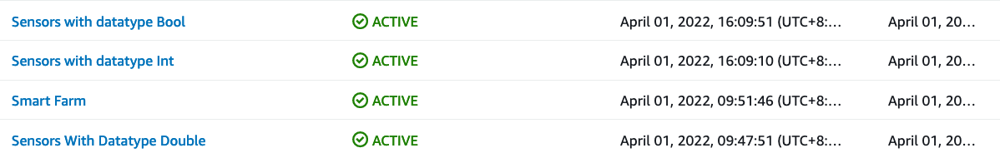 Sensors with datatype Bool ACTIVE April 01, 2022, 16:09:51 (UTC+8:... April 01, 20...
Sensors with datatype Int ACTIVE April 01, 2022, 16:09:10 (UTC+8:... April 01, 20...
Smart Farm ACTIVE April 01, 2022, 09:51:46 (UTC+8:... April 01, 20...
Sensors With Datatype Double ACTIVE April 01, 2022, 09:47:51 (UTC+8:... April 01, 20...